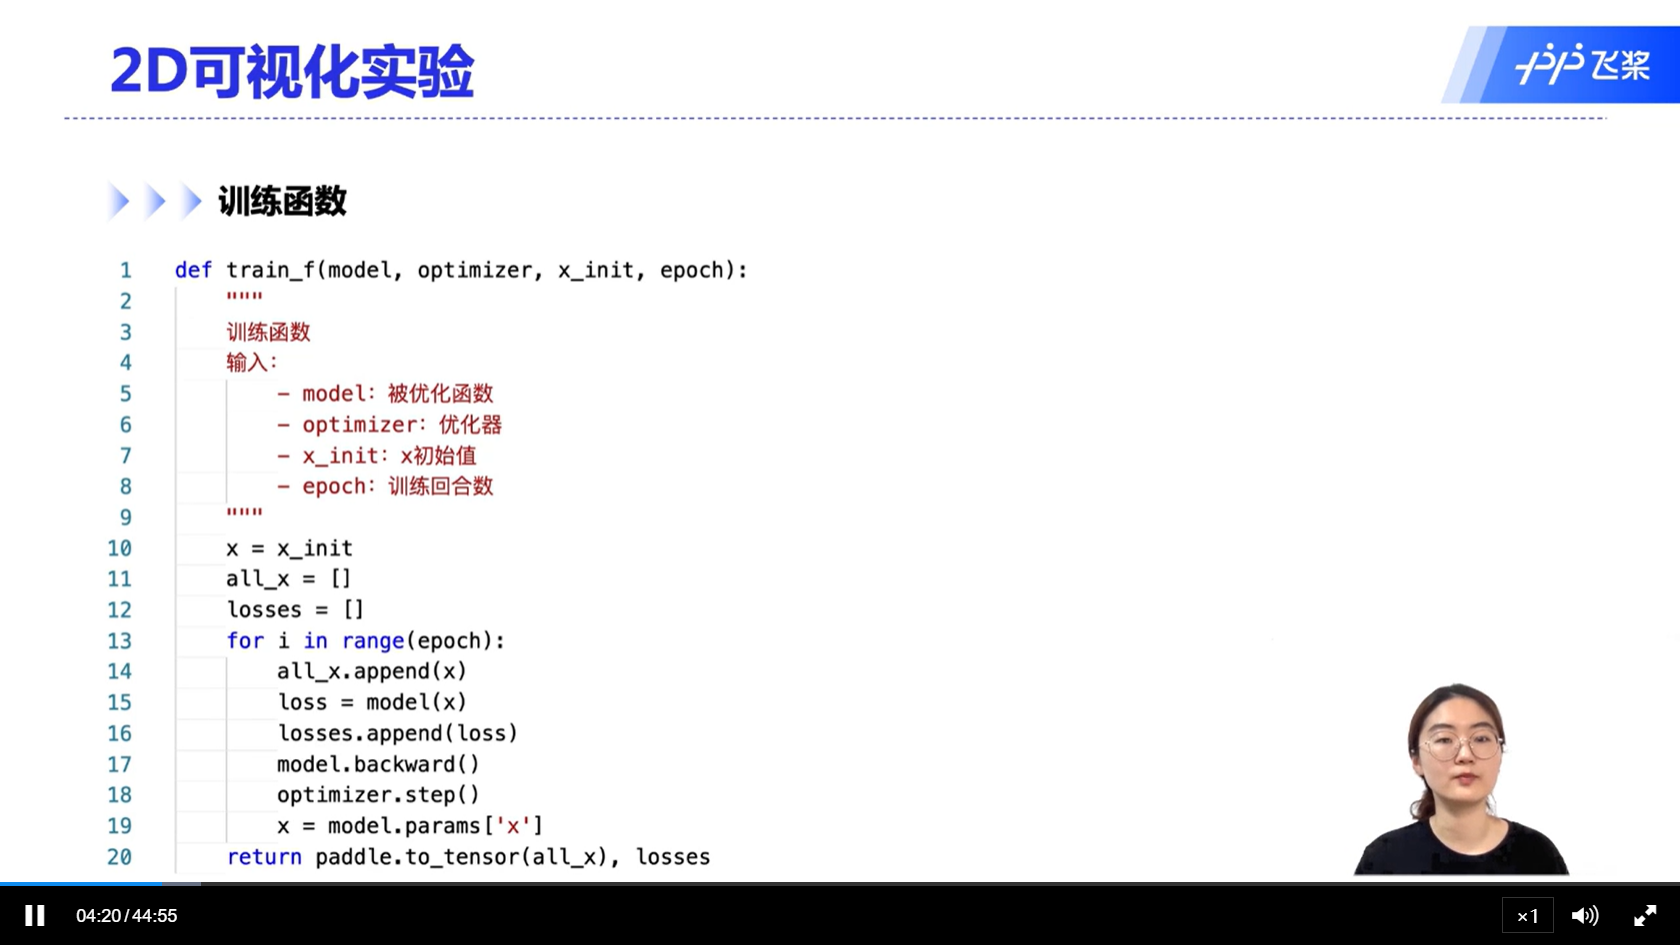 2D可视化实验
飞桨
训练函数
1 def train_f(model, optimizer, x_init, epoch):
2 """
3 训练函数
4 输入：
5 - model：被优化函数
6 - optimizer：优化器
7 - x_init：x初始值
8 - epoch：训练回合数
9 """
10 x = x_init
11 all_x = []
12 losses = []
13 for i in range(epoch):
14 all_x.append(x)
15 loss = model(x)
16 losses.append(loss)
17 model.backward()
18 optimizer.step()
19 x = model.params['x']
20 return paddle.to_tensor(all_x), losses
04:20/44:55
×1